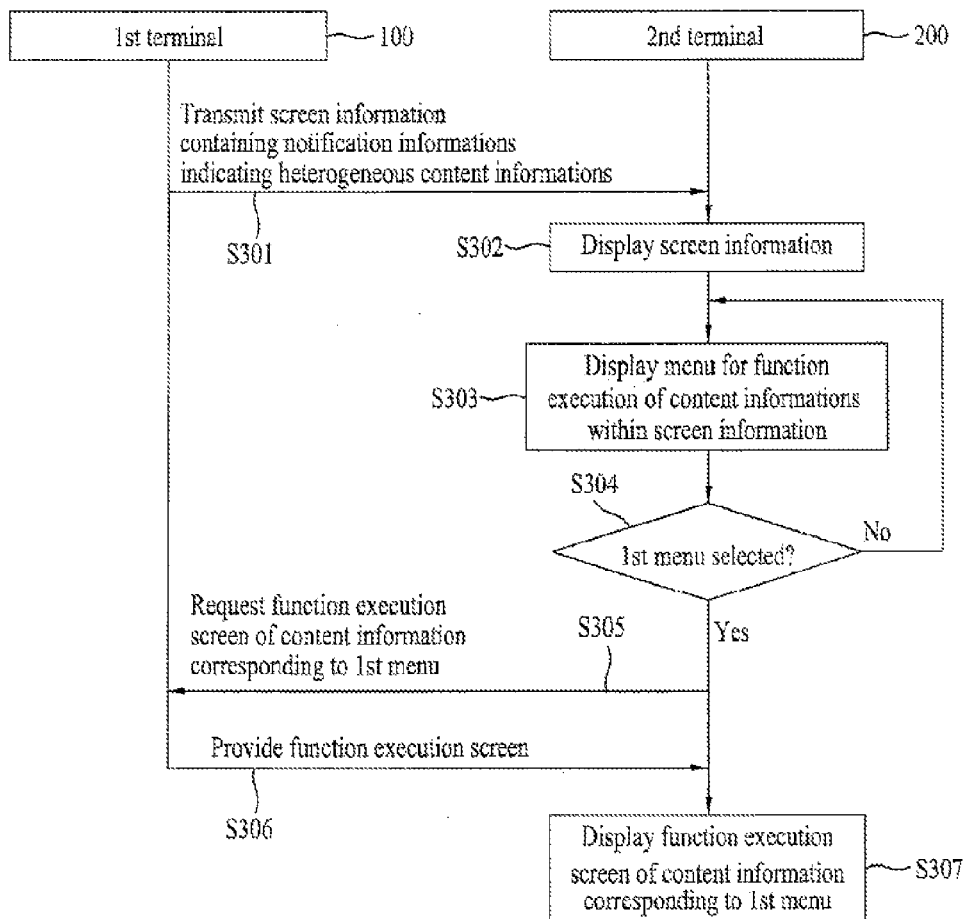 1st terminal
100
2nd terminal
200
Transmit screen information
containing notification informations
indicating heterogeneous content informations
S301
S302
Display screen information
S303
Display menu for function
execution of content informations
within screen information
S304
1st menu selected?
No
Yes
Request function execution
screen of content information
corresponding to 1st menu
S305
Provide function execution screen
S306
Display function execution
screen of content information
corresponding to 1st menu
S307